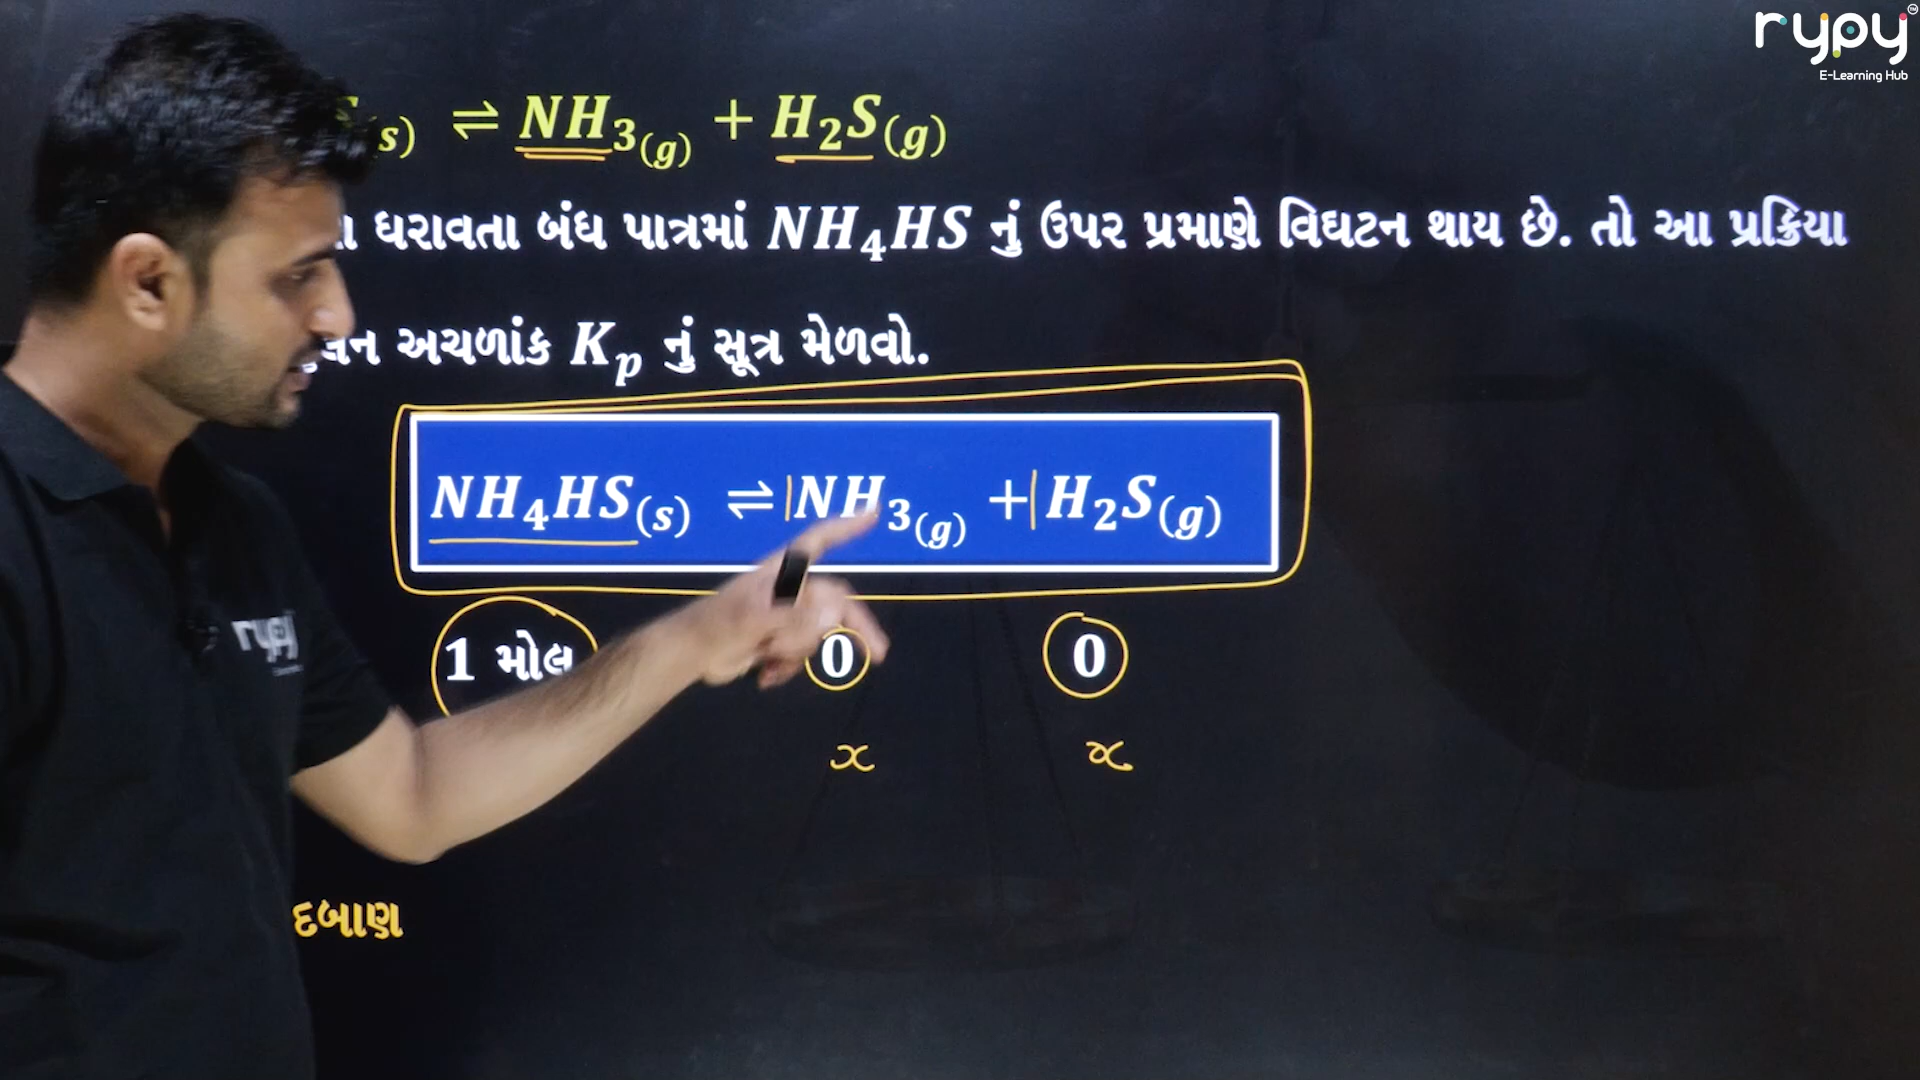 rypy™
E-Learning Hub
(s) ⇌ NH₃(g) + H₂S(g)
ધરાવતા બંધ પાત્રમાં NH₄HS નું ઉપર પ્રમાણે વિઘટન થાય છે. તો આ પ્રક્રિયા
અચળાંક Kₚ નું સૂત્ર મેળવો.
NH₄HS(s) ⇌ |NH₃(g) + |H₂S(g)
1 મોલ 0 0
x x
rypy
દબાણ